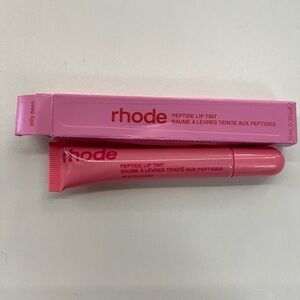 jelly bean
rhode
PEPTIDE LIP TINT
BAUME À LÈVRES TEINTÉ AUX PEPTIDES
rhode
PEPTIDE LIP TINT
BAUME À LÈVRES TEINTÉ AUX PEPTIDES